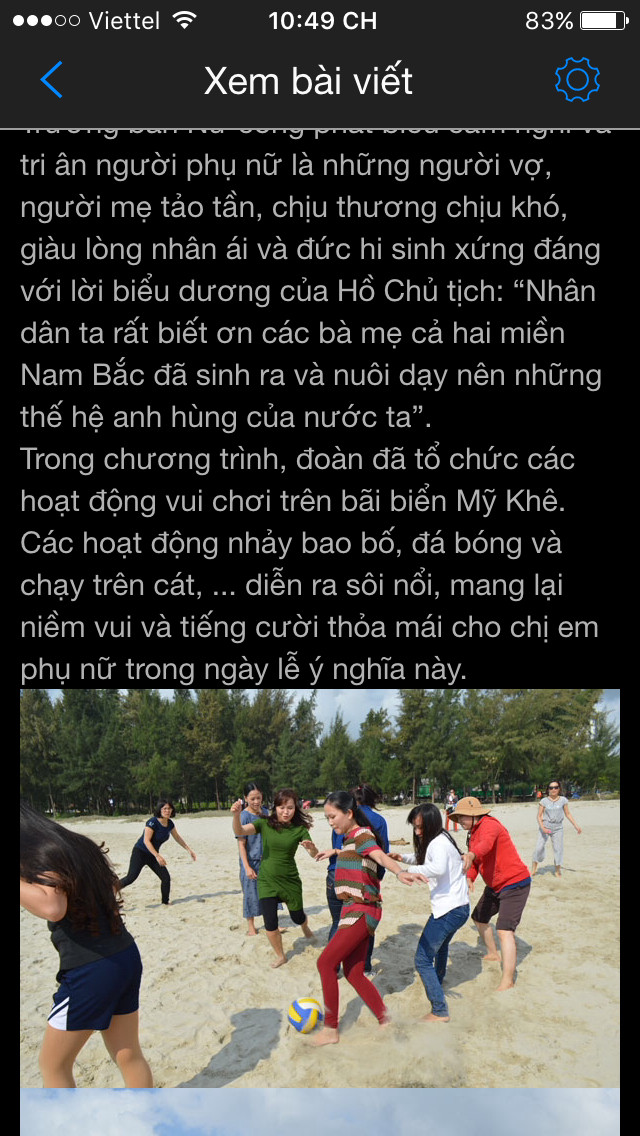 Viettel 10:49 CH 83%
Xem bài viết
tri ân người phụ nữ là những người vợ,
người mẹ tảo tần, chịu thương chịu khó,
giàu lòng nhân ái và đức hi sinh xứng đáng
với lời biểu dương của Hồ Chủ tịch: “Nhân
dân ta rất biết ơn các bà mẹ cả hai miền
Nam Bắc đã sinh ra và nuôi dạy nên những
thế hệ anh hùng của nước ta”.
Trong chương trình, đoàn đã tổ chức các
hoạt động vui chơi trên bãi biển Mỹ Khê.
Các hoạt động nhảy bao bố, đá bóng và
chạy trên cát, ... diễn ra sôi nổi, mang lại
niềm vui và tiếng cười thỏa mái cho chị em
phụ nữ trong ngày lễ ý nghĩa này.